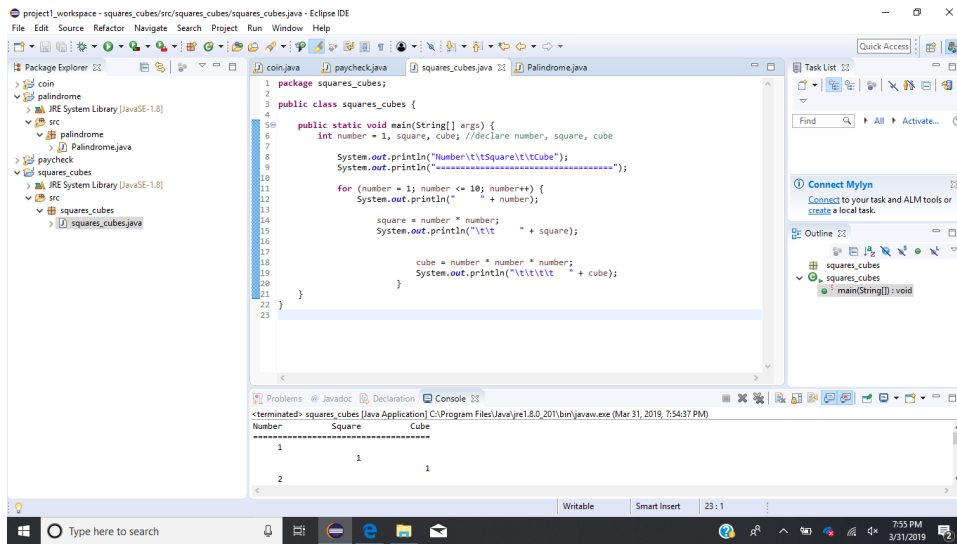 project1_workspace - squares_cubes/src/squares_cubes/squares_cubes.java - Eclipse IDE
File Edit Source Refactor Navigate Search Project Run Window Help
Quick Access
Package Explorer
coin
palindrome
JRE System Library [JavaSE-1.8]
src
palindrome
Palindrome.java
paycheck
squares_cubes
JRE System Library [JavaSE-1.8]
src
squares_cubes
squares_cubes.java
coin.java paycheck.java squares_cubes.java Palindrome.java
1 package squares_cubes;
2
3 public class squares_cubes {
4
5 public static void main(String[] args) {
6 int number = 1, square, cube; //declare number, square, cube
7
8 System.out.println("Number\t\tSquare\t\tCube");
9 System.out.println("=====================================");
10
11 for (number = 1; number <= 10; number++) {
12 System.out.println("     " + number);
13
14 square = number * number;
15 System.out.println("\t\t     " + square);
16
17
18 cube = number * number * number;
19 System.out.println("\t\t\t\t   " + cube);
20 }
21 }
22 }
23
Task List
Find All Activate...
Connect Mylyn
Connect to your task and ALM tools or
create a local task.
Outline
squares_cubes
squares_cubes
main(String[]) : void
Problems @ Javadoc Declaration Console
<terminated> squares_cubes [Java Application] C:\Program Files\Java\jre1.8.0_201\bin\javaw.exe (Mar 31, 2019, 7:54:37 PM)
Number Square Cube
=====================================
1
1
1
2
Writable Smart Insert 23 : 1
Type here to search
7:55 PM
3/31/2019